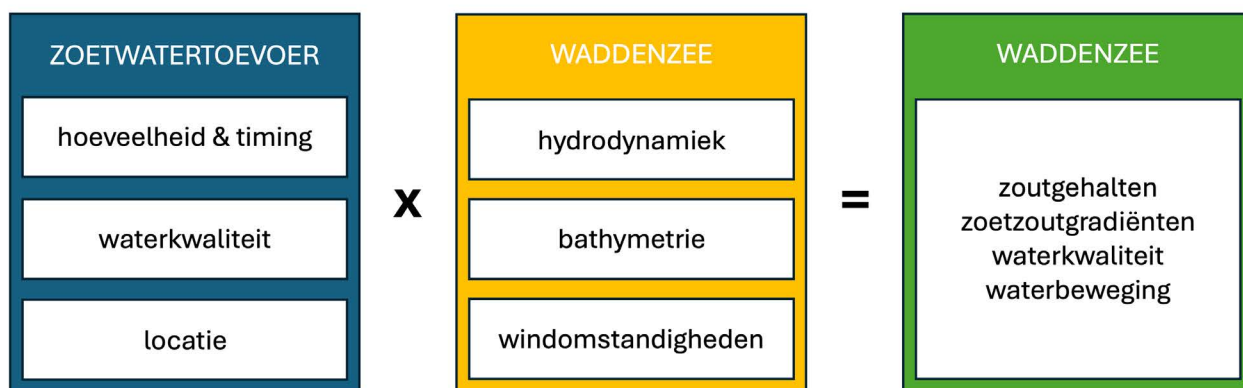 ZOETWATERTOEVOER
hoeveelheid & timing
waterkwaliteit
locatie
x
WADDENZEE
hydrodynamiek
bathymetrie
windomstandigheden
=
WADDENZEE
zoutgehalten
zoetzoutgradiënten
waterkwaliteit
waterbeweging